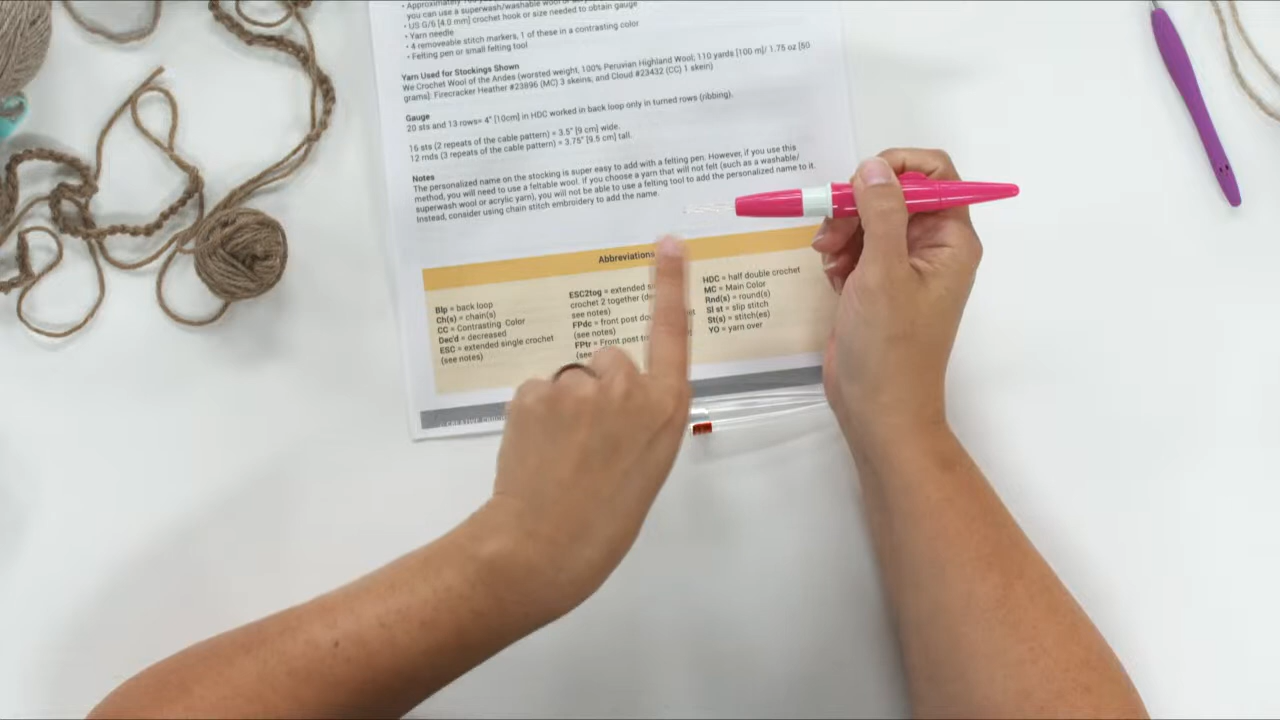 • Approximately
you can use a superwash/washable wool or
• US G/6 [4.0 mm] crochet hook or size needed to obtain gauge
• Yarn needle
• 4 removeable stitch markers, 1 of these in a contrasting color
• Felting pen or small felting tool
Yarn Used for Stockings Shown
We Crochet Wool of the Andes (worsted weight, 100% Peruvian Highland Wool; 110 yards [100 m]/ 1.75 oz [50
grams]: Firecracker Heather #23896 (MC) 3 skeins; and Cloud #23432 (CC) 1 skein)
Gauge
20 sts and 13 rows= 4" [10cm] in HDC worked in back loop only in turned rows (ribbing).
16 sts (2 repeats of the cable pattern) = 3.5" [9 cm] wide.
12 rnds (3 repeats of the cable pattern) = 3.75" [9.5 cm] tall.
Notes
The personalized name on the stocking is super easy to add with a felting pen. However, if you use this
method, you will need to use a feltable wool. If you choose a yarn that will not felt (such as a washable/
superwash wool or acrylic yarn), you will not be able to use a felting tool to add the personalized name to it.
Instead, consider using chain stitch embroidery to add the name.
Abbreviations
Blp = back loop
Ch(s) = chain(s)
CC = Contrasting Color
Dec'd = decreased
ESC = extended single crochet
(see notes)
ESC2tog = extended
crochet 2 together
see notes)
FPdc = front post
(see notes)
FPtr = Front post
(see
HDC = half double crochet
MC = Main Color
Rnd(s) = round(s)
Sl st = slip stitch
St(s) = stitch(es)
YO = yarn over
CREATIVE